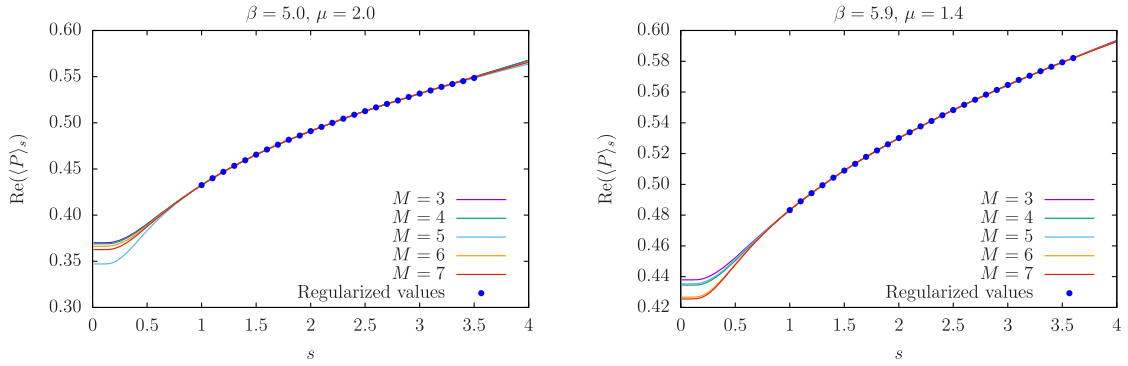 β = 5.0, μ = 2.0
Re(⟨P⟩ₛ)
0.60
0.55
0.50
0.45
0.40
0.35
0.30
M = 3
M = 4
M = 5
M = 6
M = 7
Regularized values
0 0.5 1 1.5 2 2.5 3 3.5 4
s
β = 5.9, μ = 1.4
Re(⟨P⟩ₛ)
0.60
0.58
0.56
0.54
0.52
0.50
0.48
0.46
0.44
0.42
M = 3
M = 4
M = 5
M = 6
M = 7
Regularized values
0 0.5 1 1.5 2 2.5 3 3.5 4
s